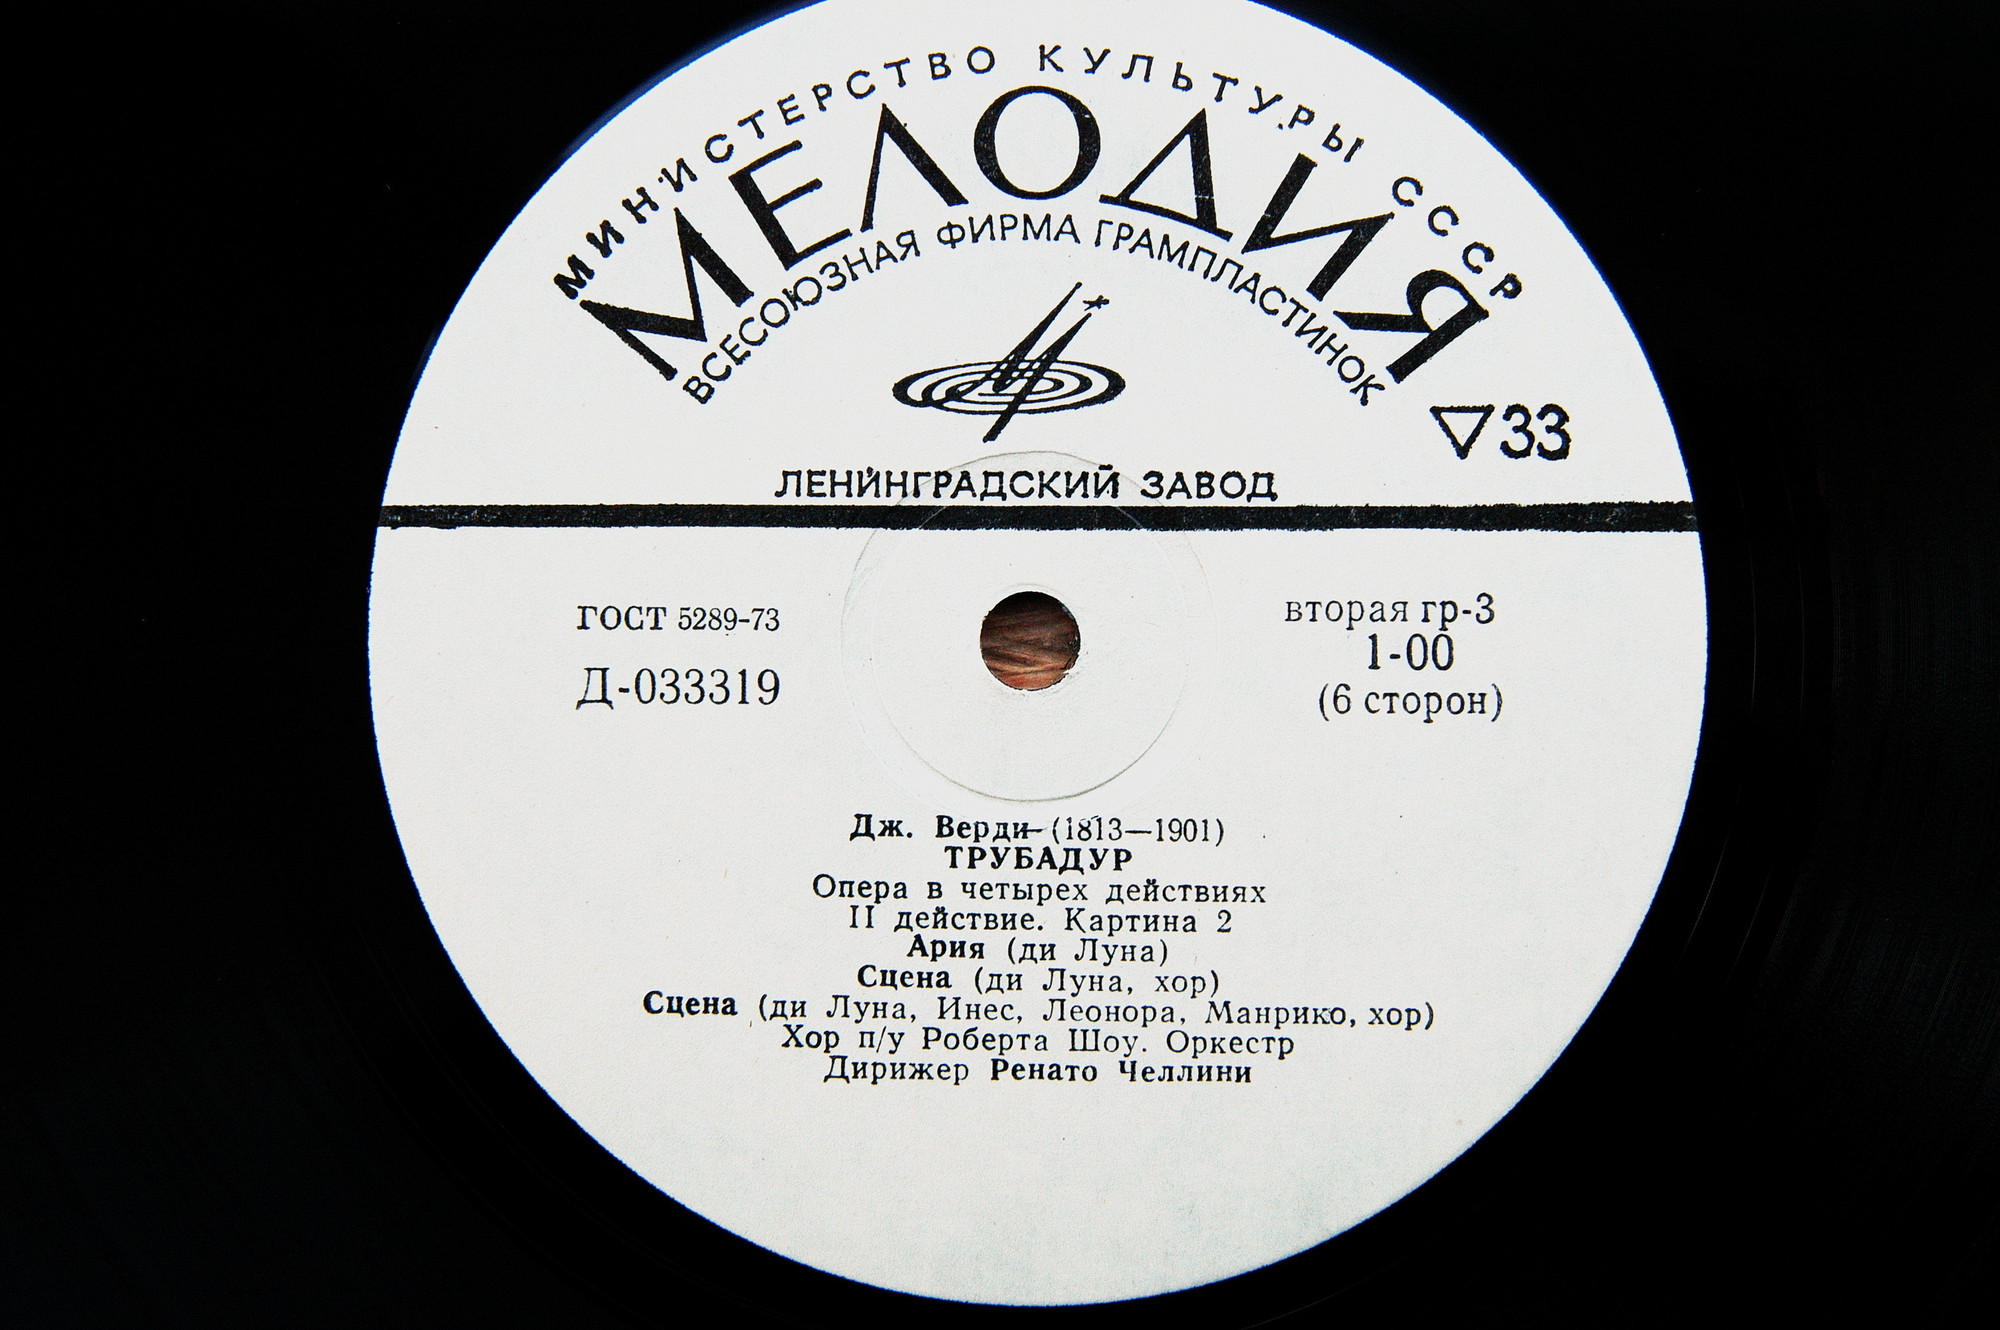 МИНИСТЕРСТВО КУЛЬТУРЫ СССР
МЕЛОДИЯ
ВСЕСОЮЗНАЯ ФИРМА ГРАМПЛАСТИНОК
▽33
ЛЕНИНГРАДСКИЙ ЗАВОД
ГОСТ 5289-73
Д-033319
вторая гр-3
1-00
(6 сторон)
Дж. Верди (1813—1901)
ТРУБАДУР
Опера в четырех действиях
II действие. Картина 2
Ария (ди Луна)
Сцена (ди Луна, хор)
Сцена (ди Луна, Инес, Леонора, Манрико, хор)
Хор п/у Роберта Шоу. Оркестр
Дирижер Ренато Челлини